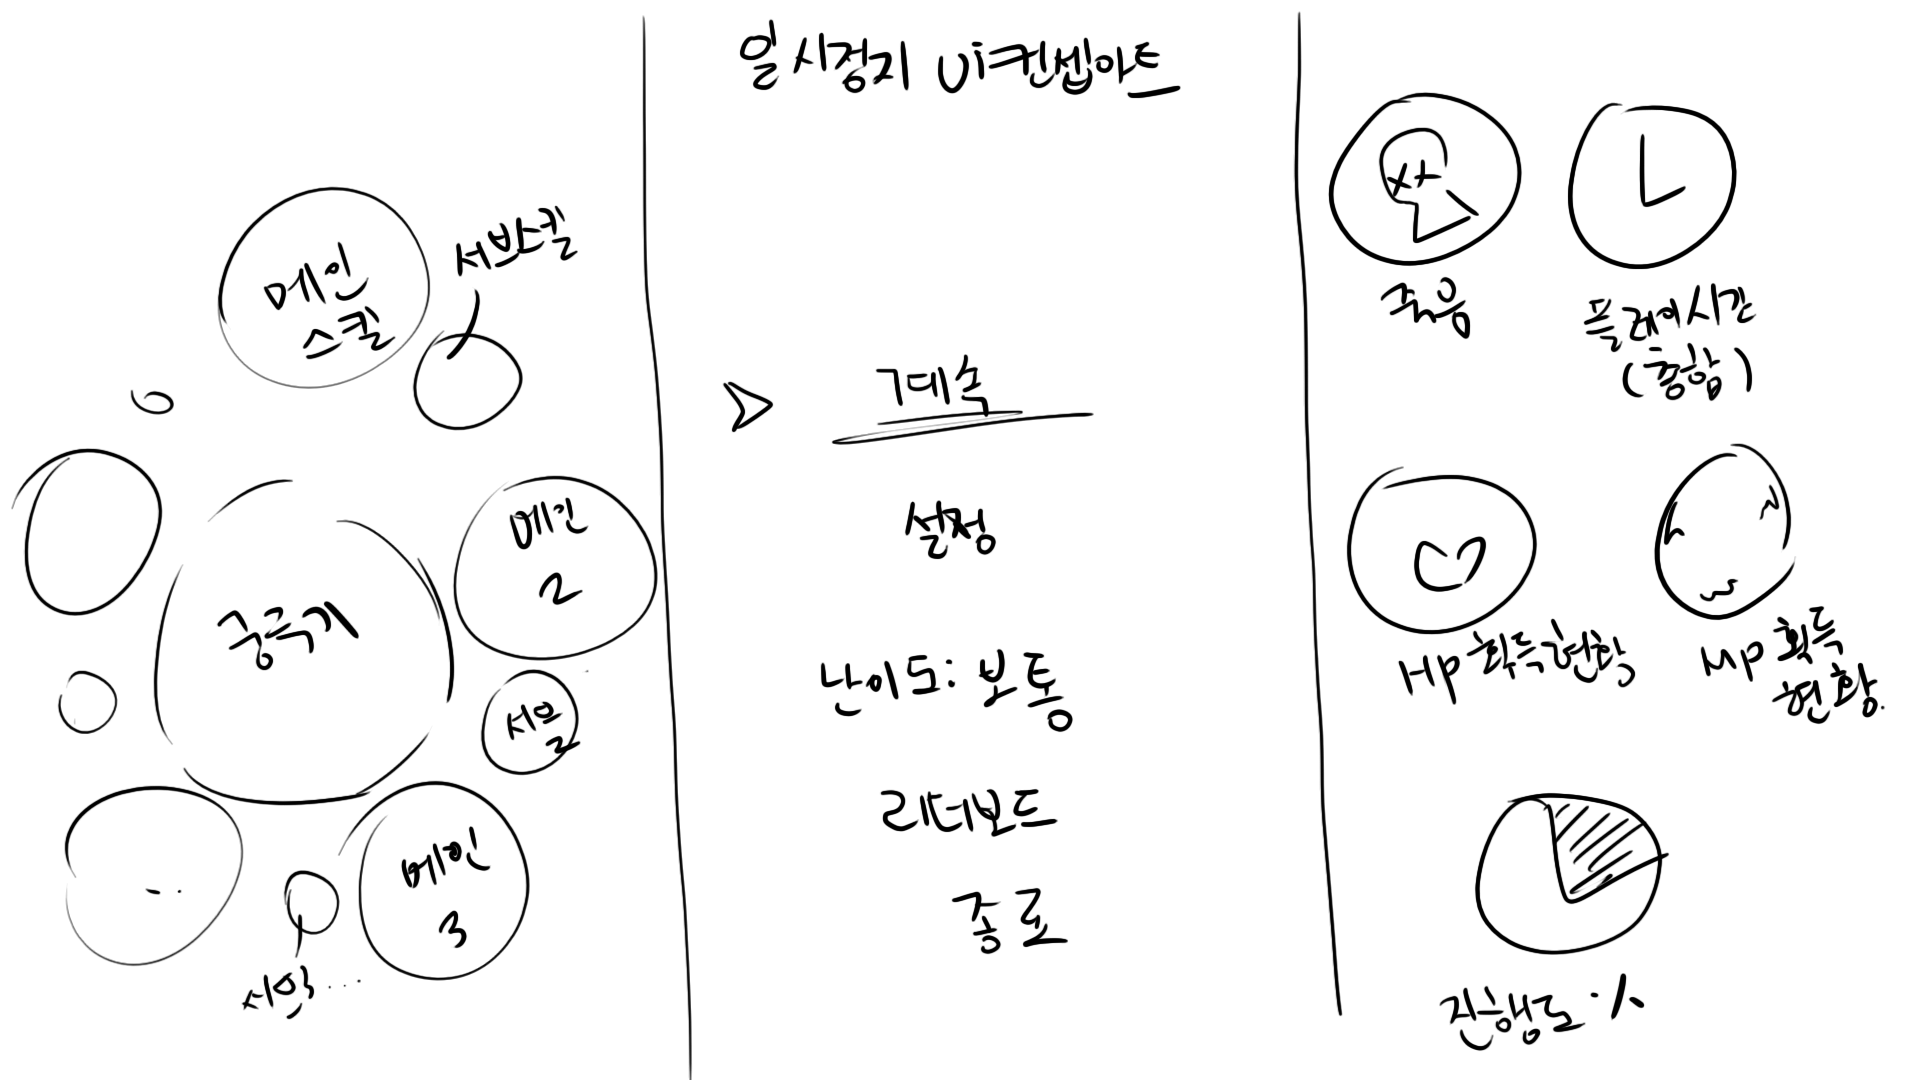 일시정지 Ui컨셉아트
메인
스킬
서브스킬
메인
2
궁극기
서브
2
메인
3
계속
설정
난이도: 보통
리더보드
종료
죽음
플레이시간
(총합)
HP 획득현황
MP 획득
현황.
진행도 %